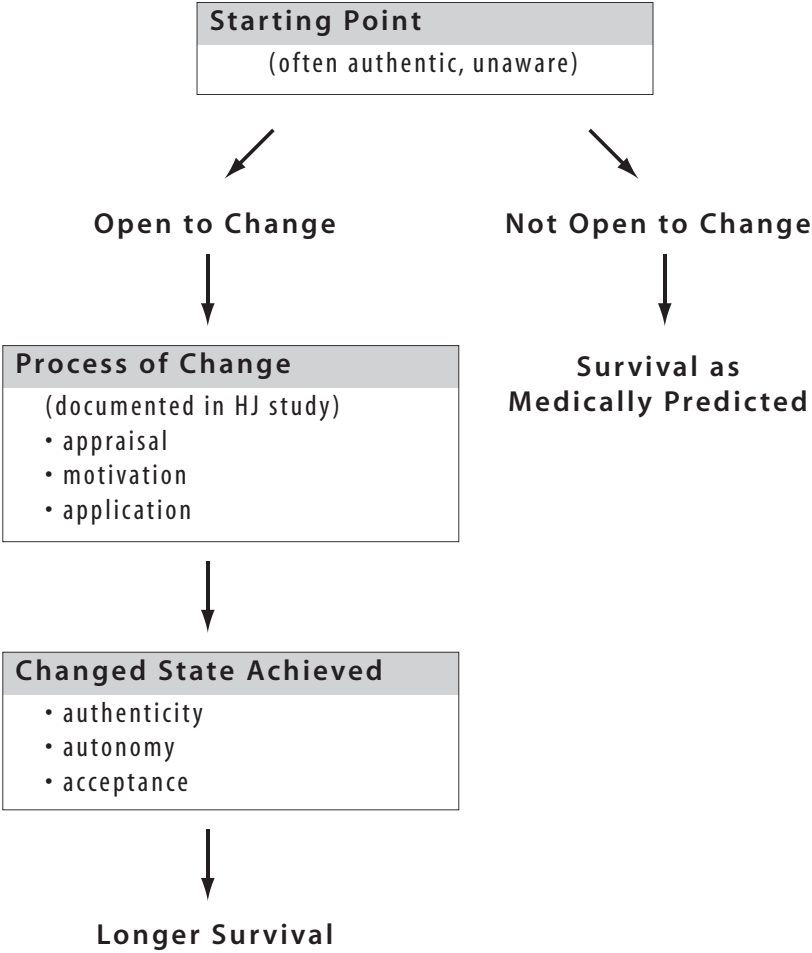 Starting Point
(often authentic, unaware)
Open to Change
Not Open to Change
Process of Change
(documented in HJ study)
• appraisal
• motivation
• application
Survival as
Medically Predicted
Changed State Achieved
• authenticity
• autonomy
• acceptance
Longer Survival